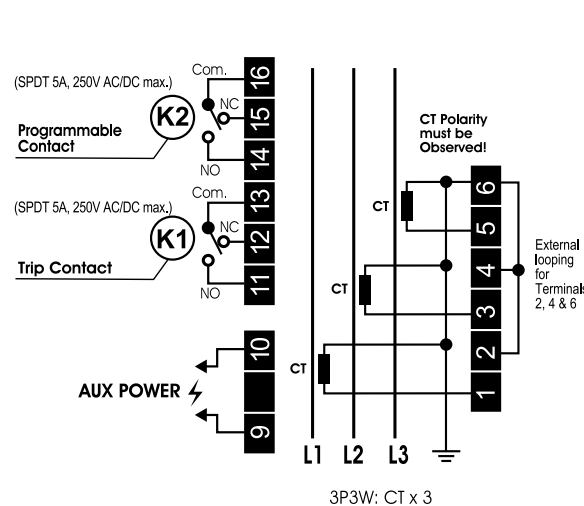 Com.
16
(SPDT 5A, 250V AC/DC max.)
NC
K2
15
Programmable
Contact
14
NO
Com.
13
(SPDT 5A, 250V AC/DC max.)
NC
K1
12
Trip Contact
11
NO
10
AUX POWER
9
CT Polarity
must be
Observed!
CT
6
5
CT
4
3
CT
2
1
External
looping
for
Terminals
2, 4 & 6
L1 L2 L3
3P3W: CT x 3